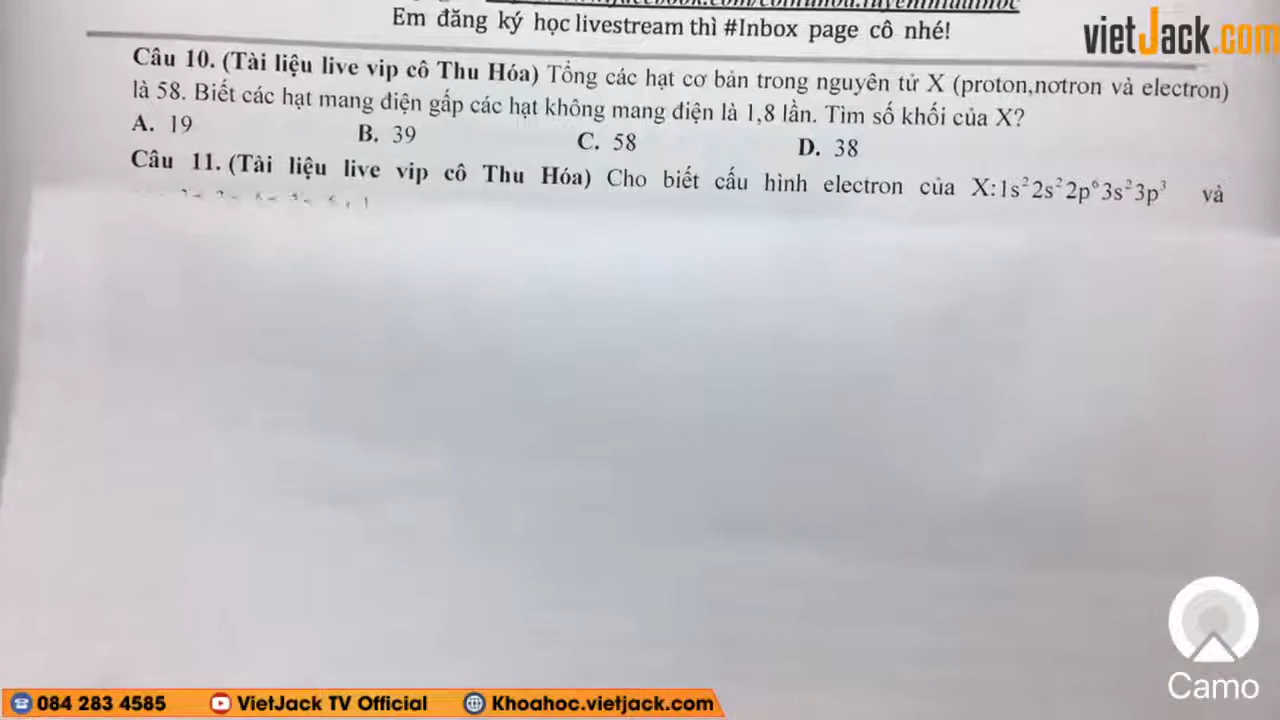 Em đăng ký học livestream thì #Inbox page cô nhé!
vietJack.com
Câu 10. (Tài liệu live vip cô Thu Hóa) Tổng các hạt cơ bản trong nguyên tử X (proton,nơtron và electron)
là 58. Biết các hạt mang điện gấp các hạt không mang điện là 1,8 lần. Tìm số khối của X?
A. 19 B. 39 C. 58 D. 38
Câu 11. (Tài liệu live vip cô Thu Hóa) Cho biết cấu hình electron của X:1s²2s²2p⁶3s²3p³ và
Camo
084 283 4585 VietJack TV Official Khoahoc.vietjack.com